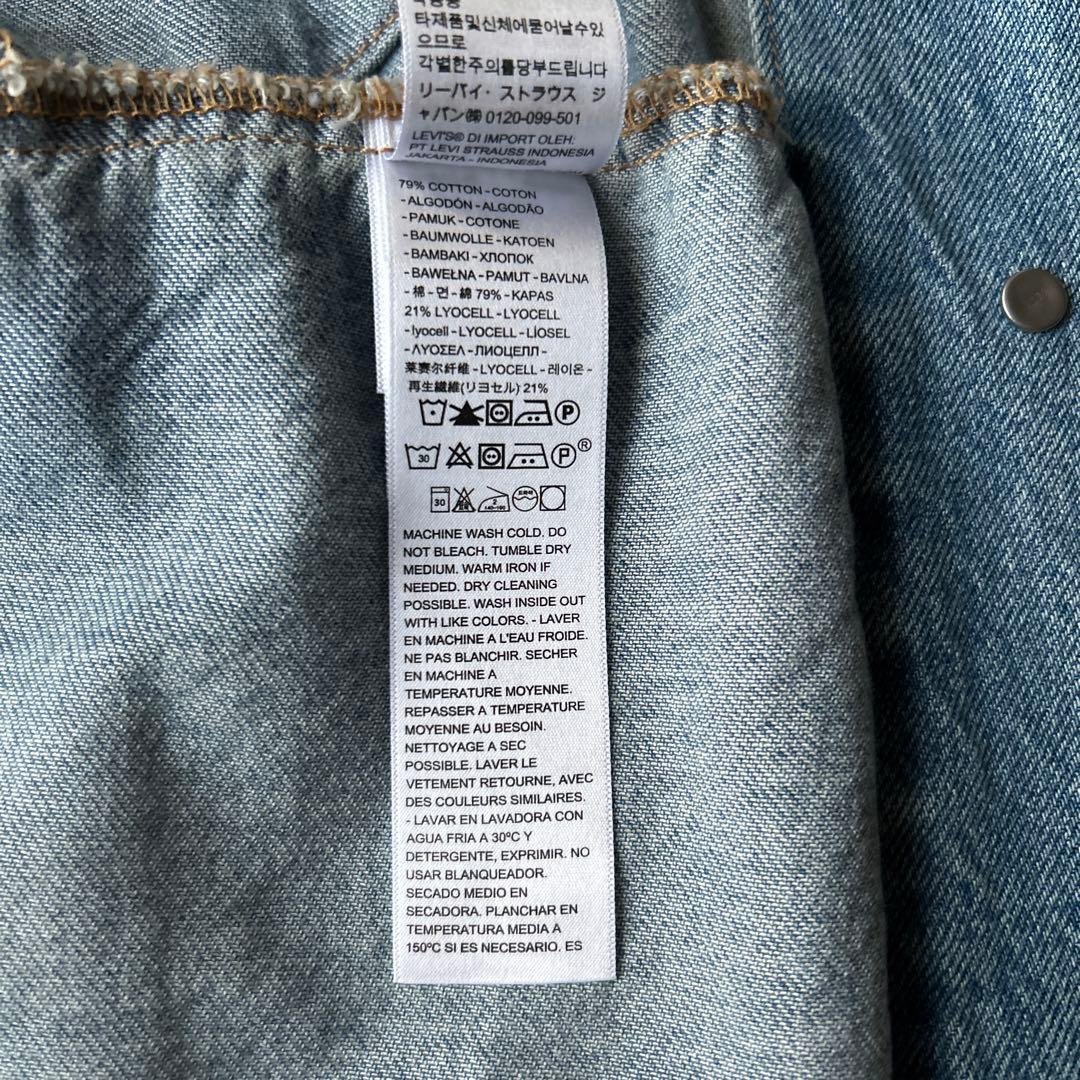 타제품및신체에묻어날수있
으므로
각별한주의를당부드립니다
リーバイ・ストラウス ジ
ャパン㈱ 0120-099-501
LEVI'S® DI IMPORT OLEH:
PT LEVI STRAUSS INDONESIA
JAKARTA - INDONESIA
79% COTTON - COTON
- ALGODÓN - ALGODÃO
- PAMUK - COTONE
- BAUMWOLLE - KATOEN
- BAMBAKI - ХЛОПОК
- BAWEŁNA - PAMUT - BAVLNA
- 棉 - 면 - 綿 79% - KAPAS
21% LYOCELL - LYOCELL
- lyocell - LYOCELL - LİOSEL
- ΛΥΟΣΕΛ - ЛИОЦЕЛЛ -
莱赛尔纤维 - LYOCELL - 레이온 -
再生繊維(リヨセル) 21%
P
30 P®
30 2
MACHINE WASH COLD. DO
NOT BLEACH. TUMBLE DRY
MEDIUM. WARM IRON IF
NEEDED. DRY CLEANING
POSSIBLE. WASH INSIDE OUT
WITH LIKE COLORS. - LAVER
EN MACHINE A L'EAU FROIDE.
NE PAS BLANCHIR. SECHER
EN MACHINE A
TEMPERATURE MOYENNE.
REPASSER A TEMPERATURE
MOYENNE AU BESOIN.
NETTOYAGE A SEC
POSSIBLE. LAVER LE
VETEMENT RETOURNE, AVEC
DES COULEURS SIMILAIRES.
- LAVAR EN LAVADORA CON
AGUA FRIA A 30ºC Y
DETERGENTE, EXPRIMIR. NO
USAR BLANQUEADOR.
SECADO MEDIO EN
SECADORA. PLANCHAR EN
TEMPERATURA MEDIA A
150ºC SI ES NECESARIO. ES